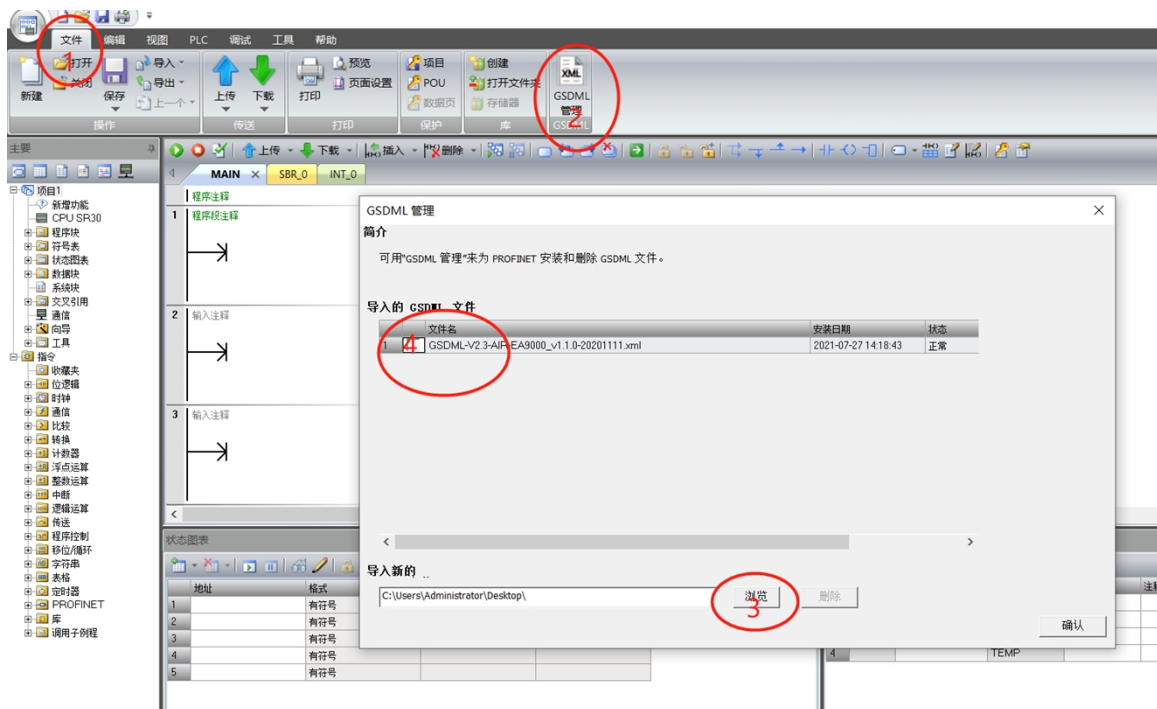 文件 编辑 视图 PLC 调试 工具 帮助
1
新建
打开
关闭
保存
导入
导出
上一个
操作
上传 下载
传送
打印
预览
页面设置
打印
项目
POU
数据页
保护
创建
打开文件夹
存储器
库
XML
GSDML
管理
2
GSDML
主要
上传 下载 插入 删除
MAIN SBR_0 INT_0
项目1
新增功能
CPU SR30
程序块
符号表
状态图表
数据块
系统块
交叉引用
通信
向导
工具
指令
收藏夹
位逻辑
时钟
通信
比较
转换
计数器
浮点运算
整数运算
中断
逻辑运算
传送
程序控制
移位/循环
字符串
表格
定时器
PROFINET
库
调用子例程
程序注释
1 程序段注释
2 输入注释
3 输入注释
GSDML 管理
简介
可用"GSDML 管理"来为 PROFINET 安装和删除 GSDML 文件。
导入的 GSDML 文件
文件名 安装日期 状态
1 4 GSDML-V2.3-AIP-EA9000_v1.1.0-20201111.xml 2021-07-27 14:18:43 正常
导入新的 ..
C:\Users\Administrator\Desktop\ 浏览 删除
3
确认
状态图表
地址 格式
1 有符号
2 有符号
3 有符号
4 有符号
5 有符号
4 TEMP